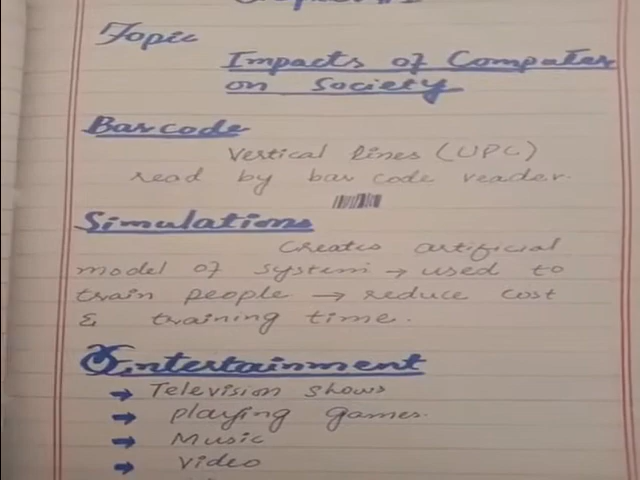 Topic
Impacts of Computer
on Society
Barcode
Vertical lines (UPC)
read by bar code reader.
Simulations
Creates artificial
model of system → used to
train people → reduce cost
& training time.
Entertainment
→ Television shows
→ playing games.
→ Music
→ video